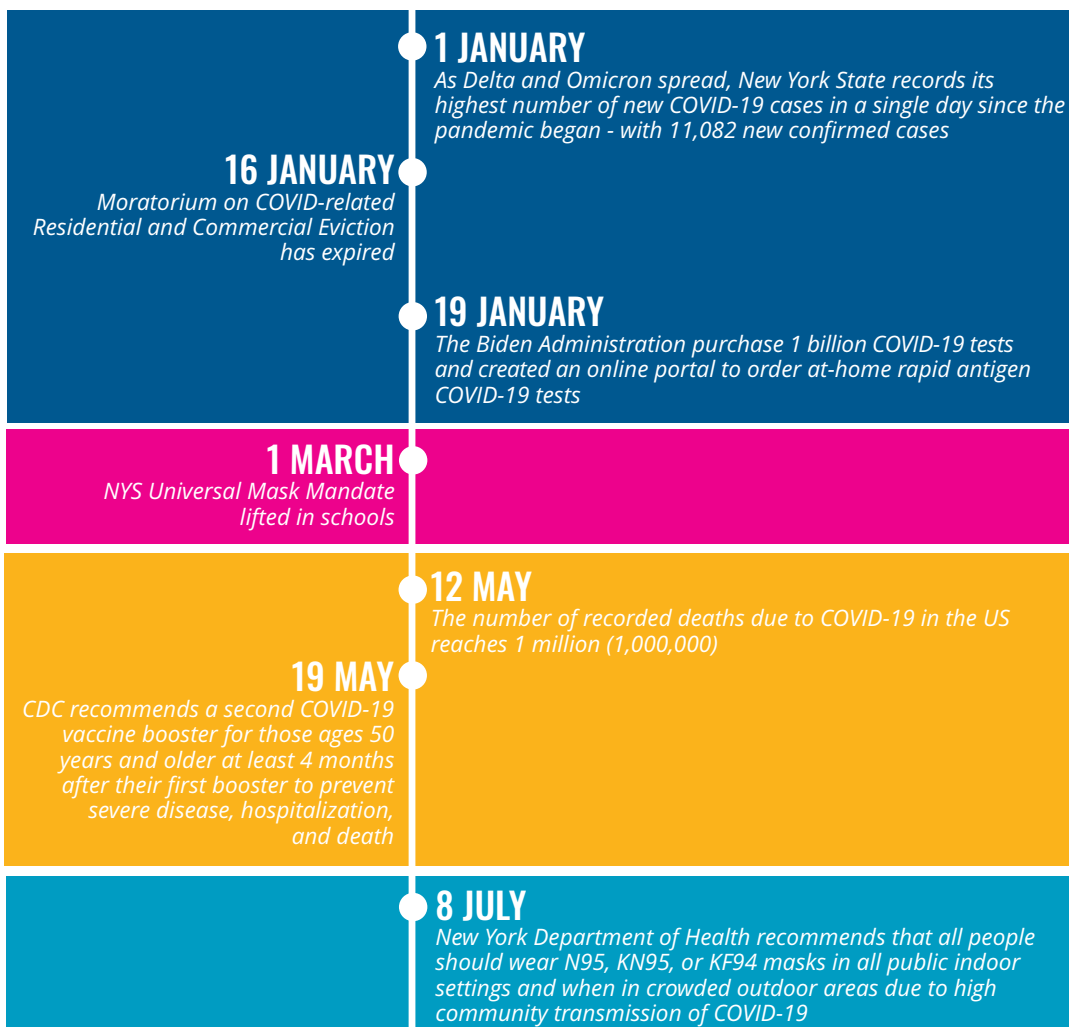 1 JANUARY
As Delta and Omicron spread, New York State records its
highest number of new COVID-19 cases in a single day since the
pandemic began - with 11,082 new confirmed cases
16 JANUARY
Moratorium on COVID-related
Residential and Commercial Eviction
has expired
19 JANUARY
The Biden Administration purchase 1 billion COVID-19 tests
and created an online portal to order at-home rapid antigen
COVID-19 tests
1 MARCH
NYS Universal Mask Mandate
lifted in schools
12 MAY
The number of recorded deaths due to COVID-19 in the US
reaches 1 million (1,000,000)
19 MAY
CDC recommends a second COVID-19
vaccine booster for those ages 50
years and older at least 4 months
after their first booster to prevent
severe disease, hospitalization,
and death
8 JULY
New York Department of Health recommends that all people
should wear N95, KN95, or KF94 masks in all public indoor
settings and when in crowded outdoor areas due to high
community transmission of COVID-19